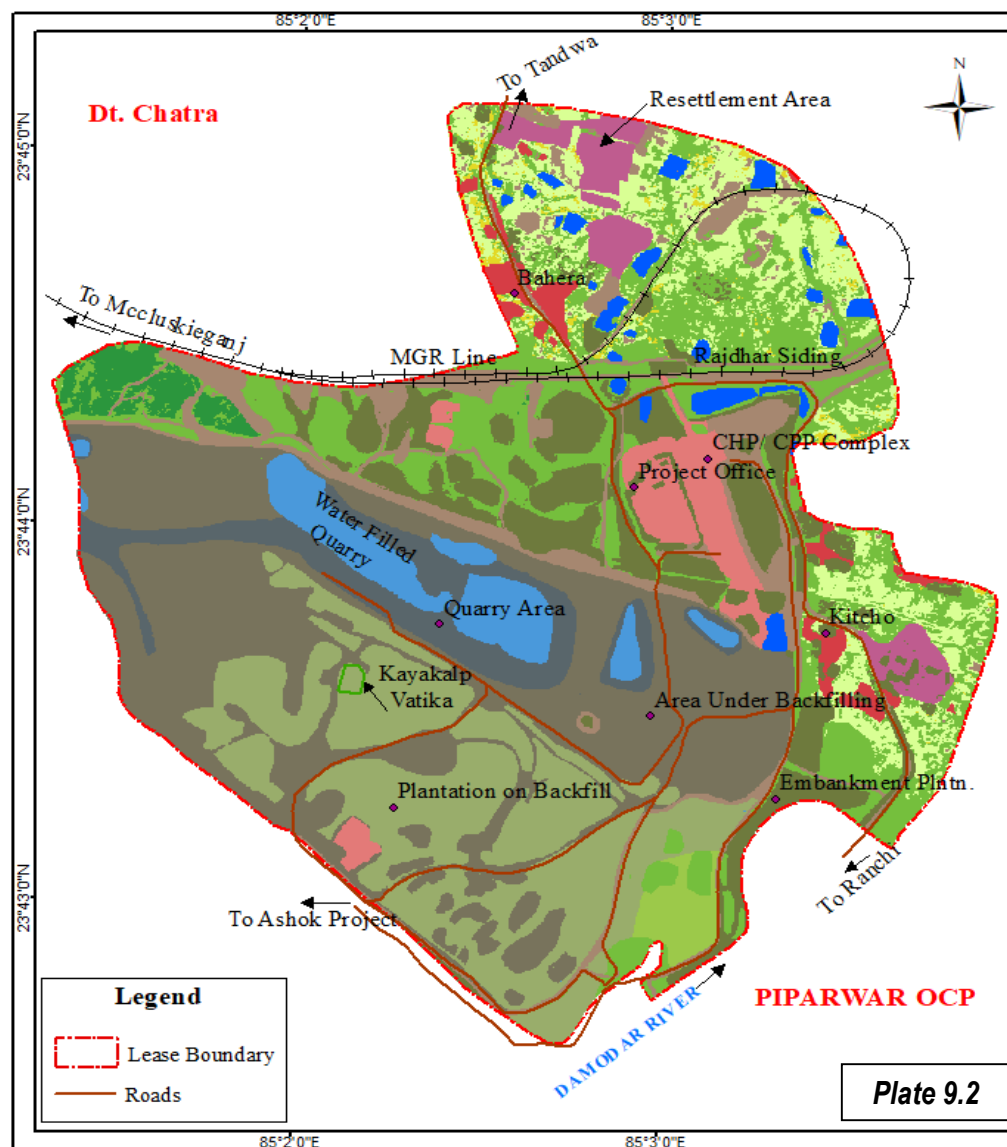 85°2'0"E
85°3'0"E
Dt. Chatra
To Tandwa
Resettlement Area
N
23°45'0"N
Bahera
To Mccluskieganj
MGR Line
Rajdhar Siding
CHP/ CPP Complex
Project Office
23°44'0"N
Water Filled
Quarry
Quarry Area
Kitcho
Kayakalp
Vatika
Area Under Backfilling
Plantation on Backfill
Embankment Plntn.
To Ranchi
23°43'0"N
To Ashok Project
DAMODAR RIVER
PIPARWAR OCP
Legend
Lease Boundary
Roads
Plate 9.2
85°2'0"E
85°3'0"E